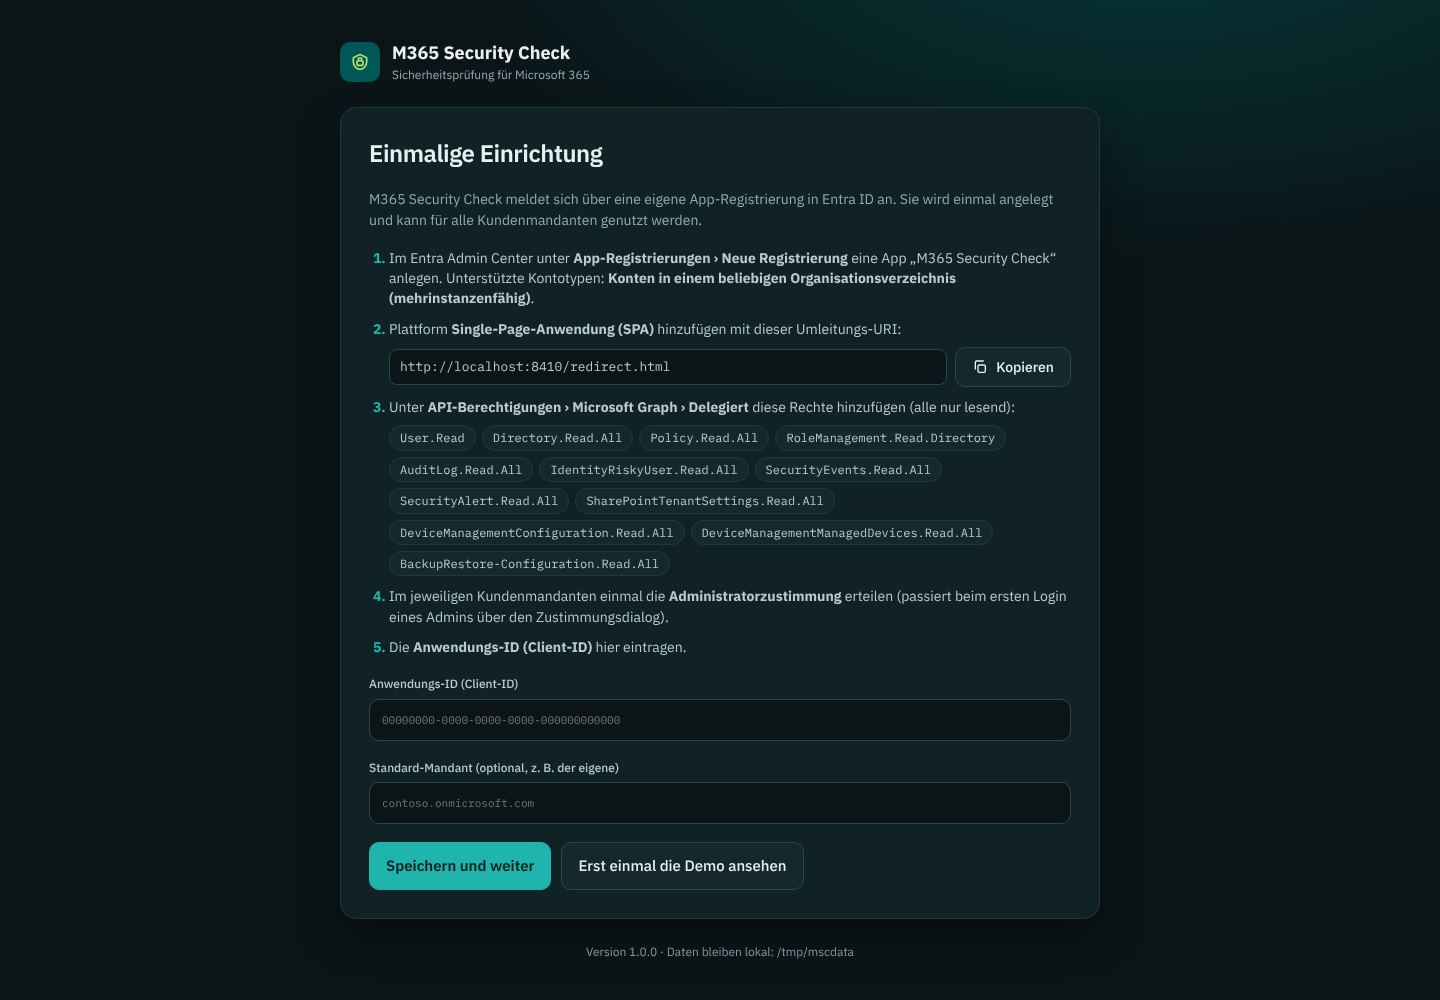 M365 Security Check
Sicherheitsprüfung für Microsoft 365
Einmalige Einrichtung
M365 Security Check meldet sich über eine eigene App-Registrierung in Entra ID an. Sie wird einmal angelegt
und kann für alle Kundenmandanten genutzt werden.
1. Im Entra Admin Center unter App-Registrierungen › Neue Registrierung eine App „M365 Security Check“
anlegen. Unterstützte Kontotypen: Konten in einem beliebigen Organisationsverzeichnis
(mehrinstanzenfähig).
2. Plattform Single-Page-Anwendung (SPA) hinzufügen mit dieser Umleitungs-URI:
http://localhost:8410/redirect.html Kopieren
3. Unter API-Berechtigungen › Microsoft Graph › Delegiert diese Rechte hinzufügen (alle nur lesend):
User.Read Directory.Read.All Policy.Read.All RoleManagement.Read.Directory
AuditLog.Read.All IdentityRiskyUser.Read.All SecurityEvents.Read.All
SecurityAlert.Read.All SharePointTenantSettings.Read.All
DeviceManagementConfiguration.Read.All DeviceManagementManagedDevices.Read.All
BackupRestore-Configuration.Read.All
4. Im jeweiligen Kundenmandanten einmal die Administratorzustimmung erteilen (passiert beim ersten Login
eines Admins über den Zustimmungsdialog).
5. Die Anwendungs-ID (Client-ID) hier eintragen.
Anwendungs-ID (Client-ID)
00000000-0000-0000-0000-000000000000
Standard-Mandant (optional, z. B. der eigene)
contoso.onmicrosoft.com
Speichern und weiter Erst einmal die Demo ansehen
Version 1.0.0 · Daten bleiben lokal: /tmp/mscdata